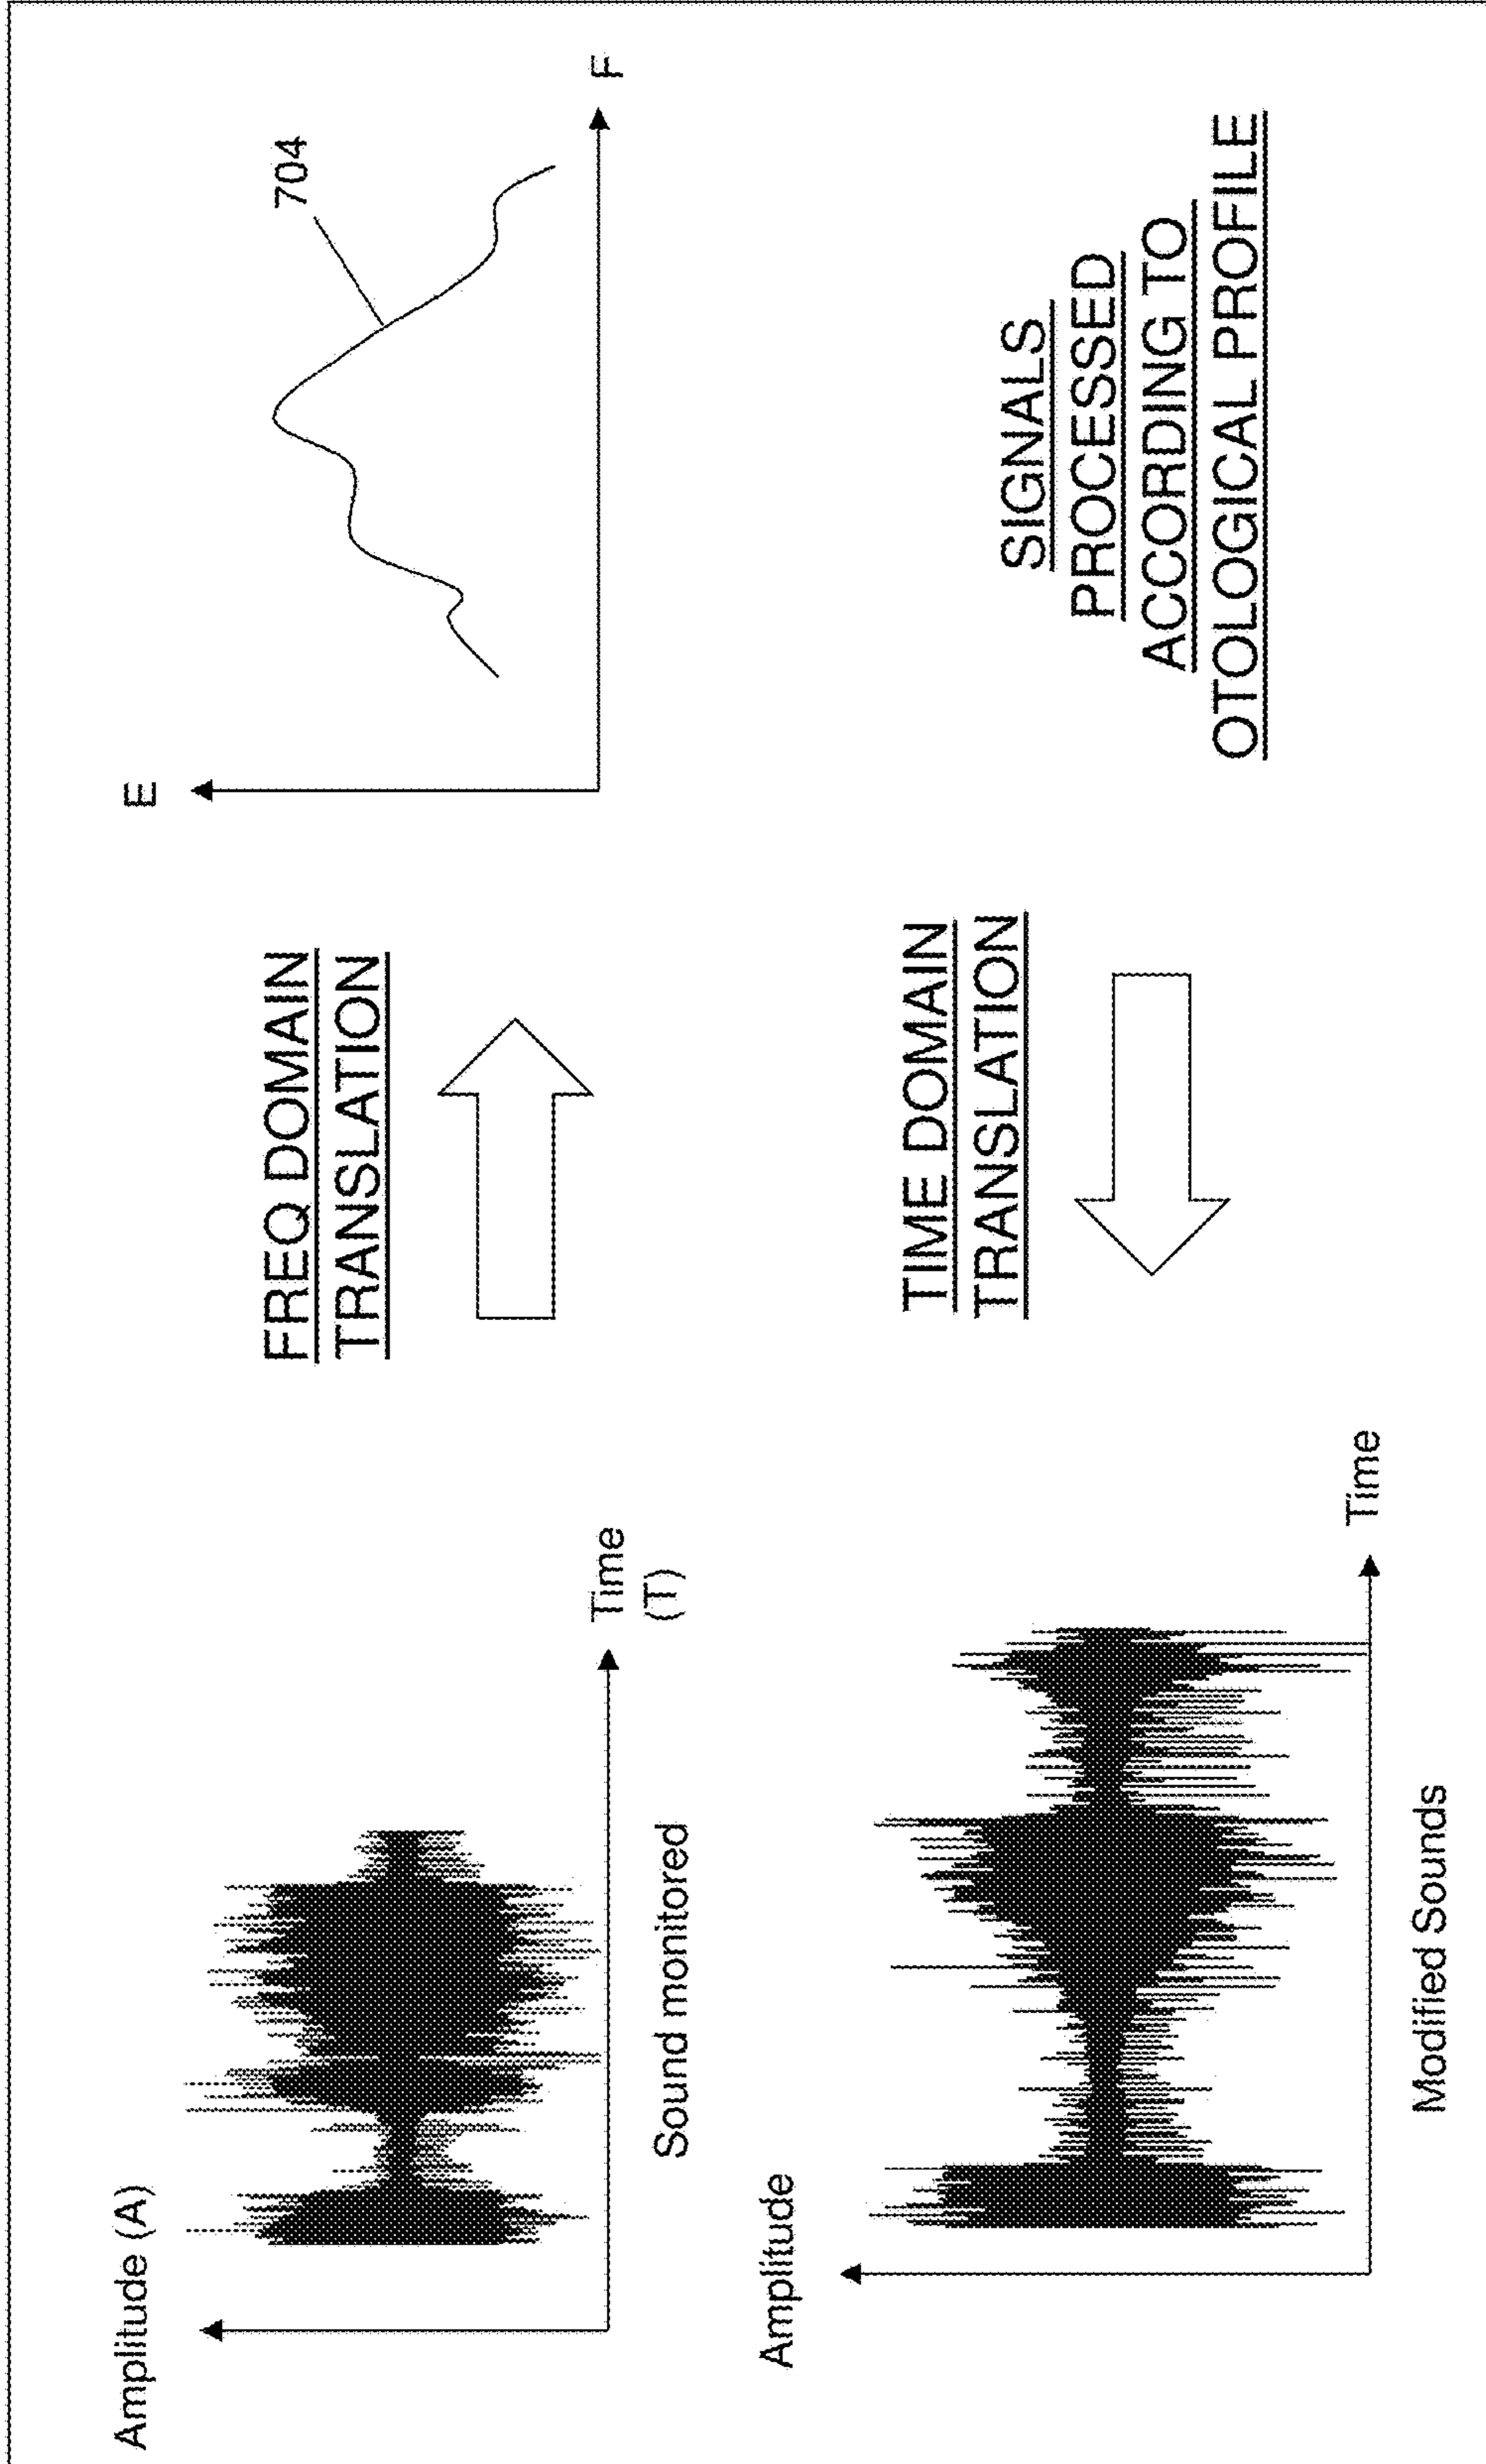 Amplitude (A)
Time
(T)
Sound monitored
FREQ DOMAIN
TRANSLATION
E
704
F
Amplitude
Time
Modified Sounds
TIME DOMAIN
TRANSLATION
SIGNALS
PROCESSED
ACCORDING TO
OTOLOGICAL PROFILE